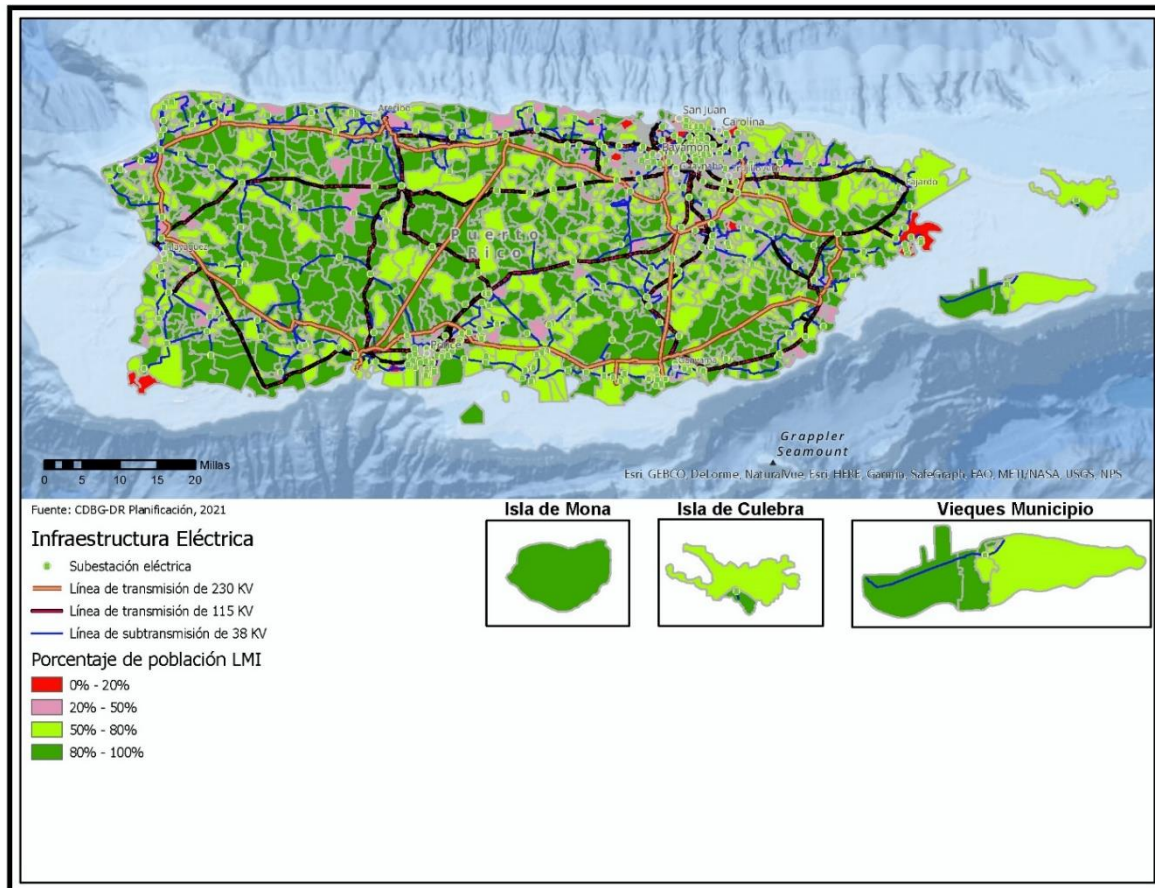 San Juan
Carolina
Arecibo
Bayamón
Fajardo
Puerto
Rico
Mayagüez
Ponce
Grappler
Seamount
Millas
0 5 10 15 20
Esri, GEBCO, DeLorme, NaturalVue, Esri, HERE, Garmin, SafeGraph, FAO, METI/NASA, USGS, NPS
Fuente: CDBG-DR Planificación, 2021
Infraestructura Eléctrica
Subestación eléctrica
Línea de transmisión de 230 KV
Línea de transmisión de 115 KV
Línea de subtransmisión de 38 KV
Porcentaje de población LMI
0% - 20%
20% - 50%
50% - 80%
80% - 100%
Isla de Mona
Isla de Culebra
Vieques Municipio